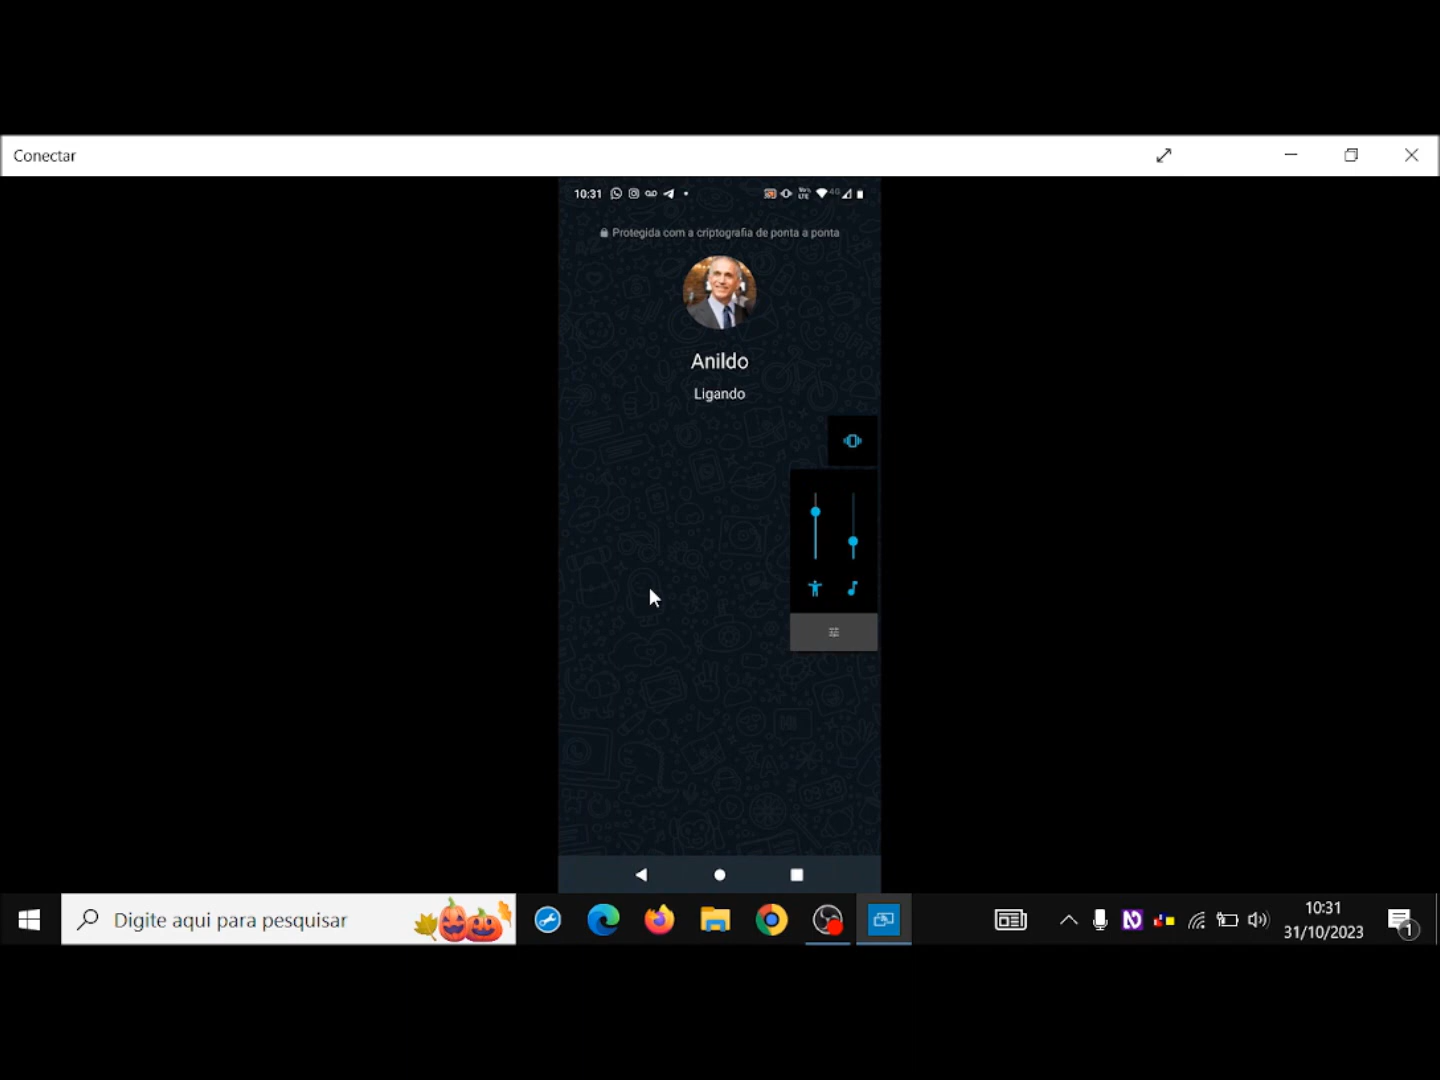 Conectar
10:31
Protegida com a criptografia de ponta a ponta
Anildo
Ligando
Digite aqui para pesquisar
10:31
31/10/2023
1